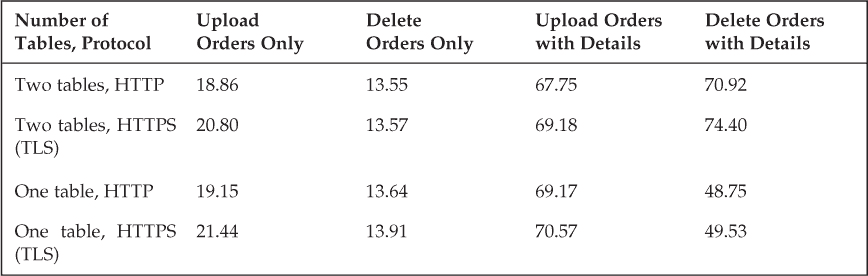 Number of Tables, Protocol | Upload Orders Only | Delete Orders Only | Upload Orders with Details | Delete Orders with Details
Two tables, HTTP | 18.86 | 13.55 | 67.75 | 70.92
Two tables, HTTPS (TLS) | 20.80 | 13.57 | 69.18 | 74.40
One table, HTTP | 19.15 | 13.64 | 69.17 | 48.75
One table, HTTPS (TLS) | 21.44 | 13.91 | 70.57 | 49.53